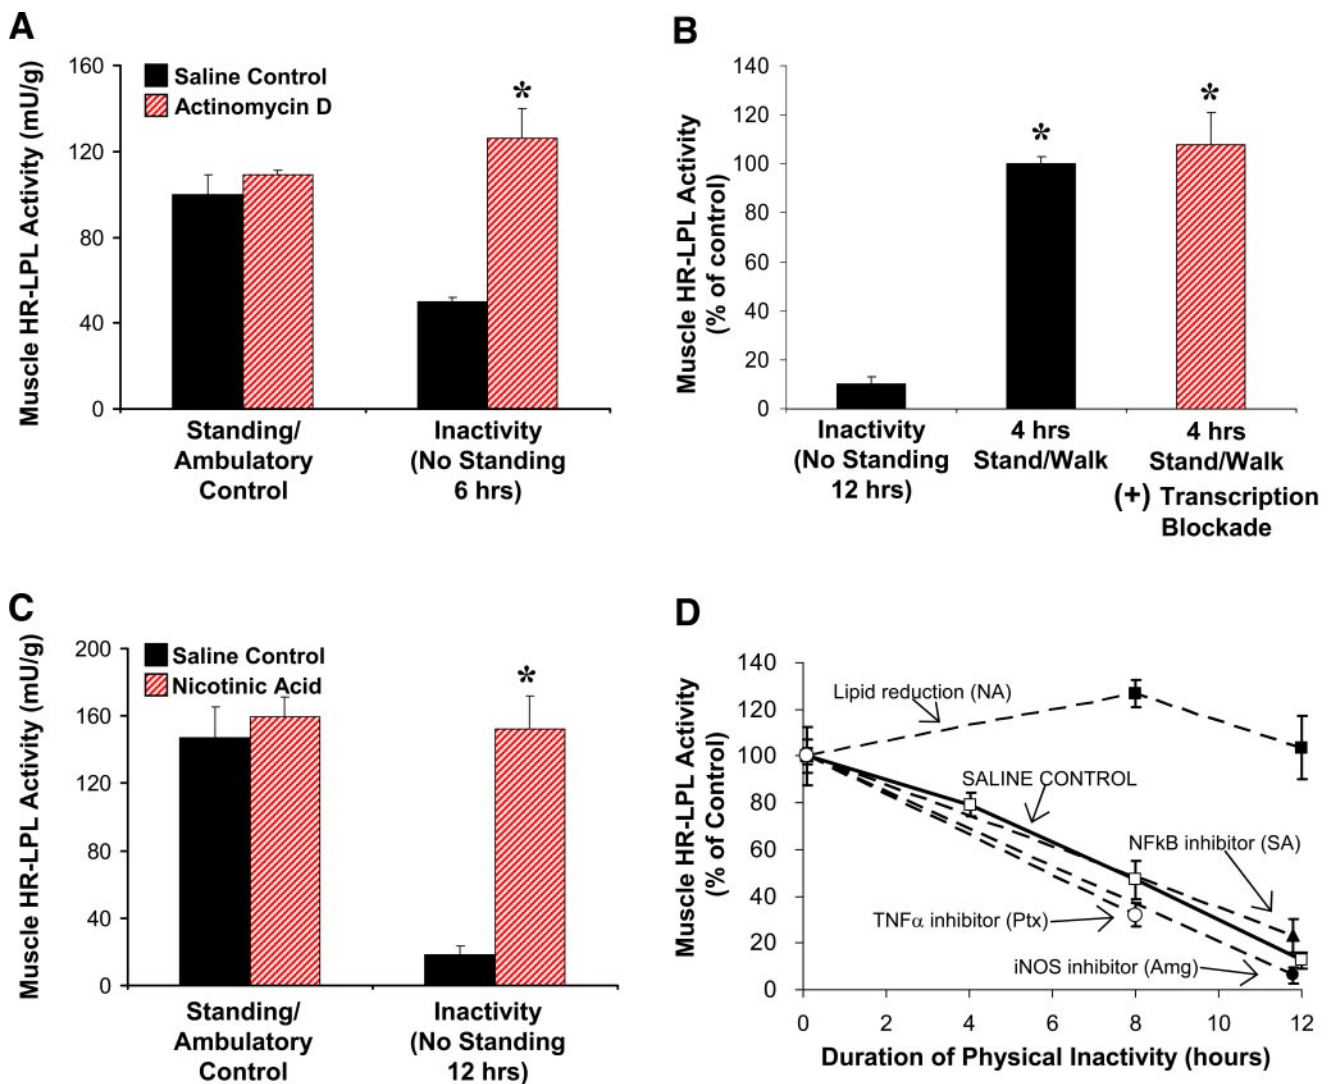 A
Muscle HR-LPL Activity (mU/g)
160
120
80
40
0
Saline Control
Actinomycin D
*
Standing/
Ambulatory
Control
Inactivity
(No Standing
6 hrs)
B
Muscle HR-LPL Activity
(% of control)
140
120
100
80
60
40
20
0
*
*
Inactivity
(No Standing
12 hrs)
4 hrs
Stand/Walk
4 hrs
Stand/Walk
(+) Transcription
Blockade
C
Muscle HR-LPL Activity (mU/g)
200
160
120
80
40
0
Saline Control
Nicotinic Acid
*
Standing/
Ambulatory
Control
Inactivity
(No Standing
12 hrs)
D
Muscle HR-LPL Activity
(% of Control)
140
120
100
80
60
40
20
0
Lipid reduction (NA)
SALINE CONTROL
NFkB inhibitor (SA)
TNFα inhibitor (Ptx)
iNOS inhibitor (Amg)
0 2 4 6 8 10 12
Duration of Physical Inactivity (hours)